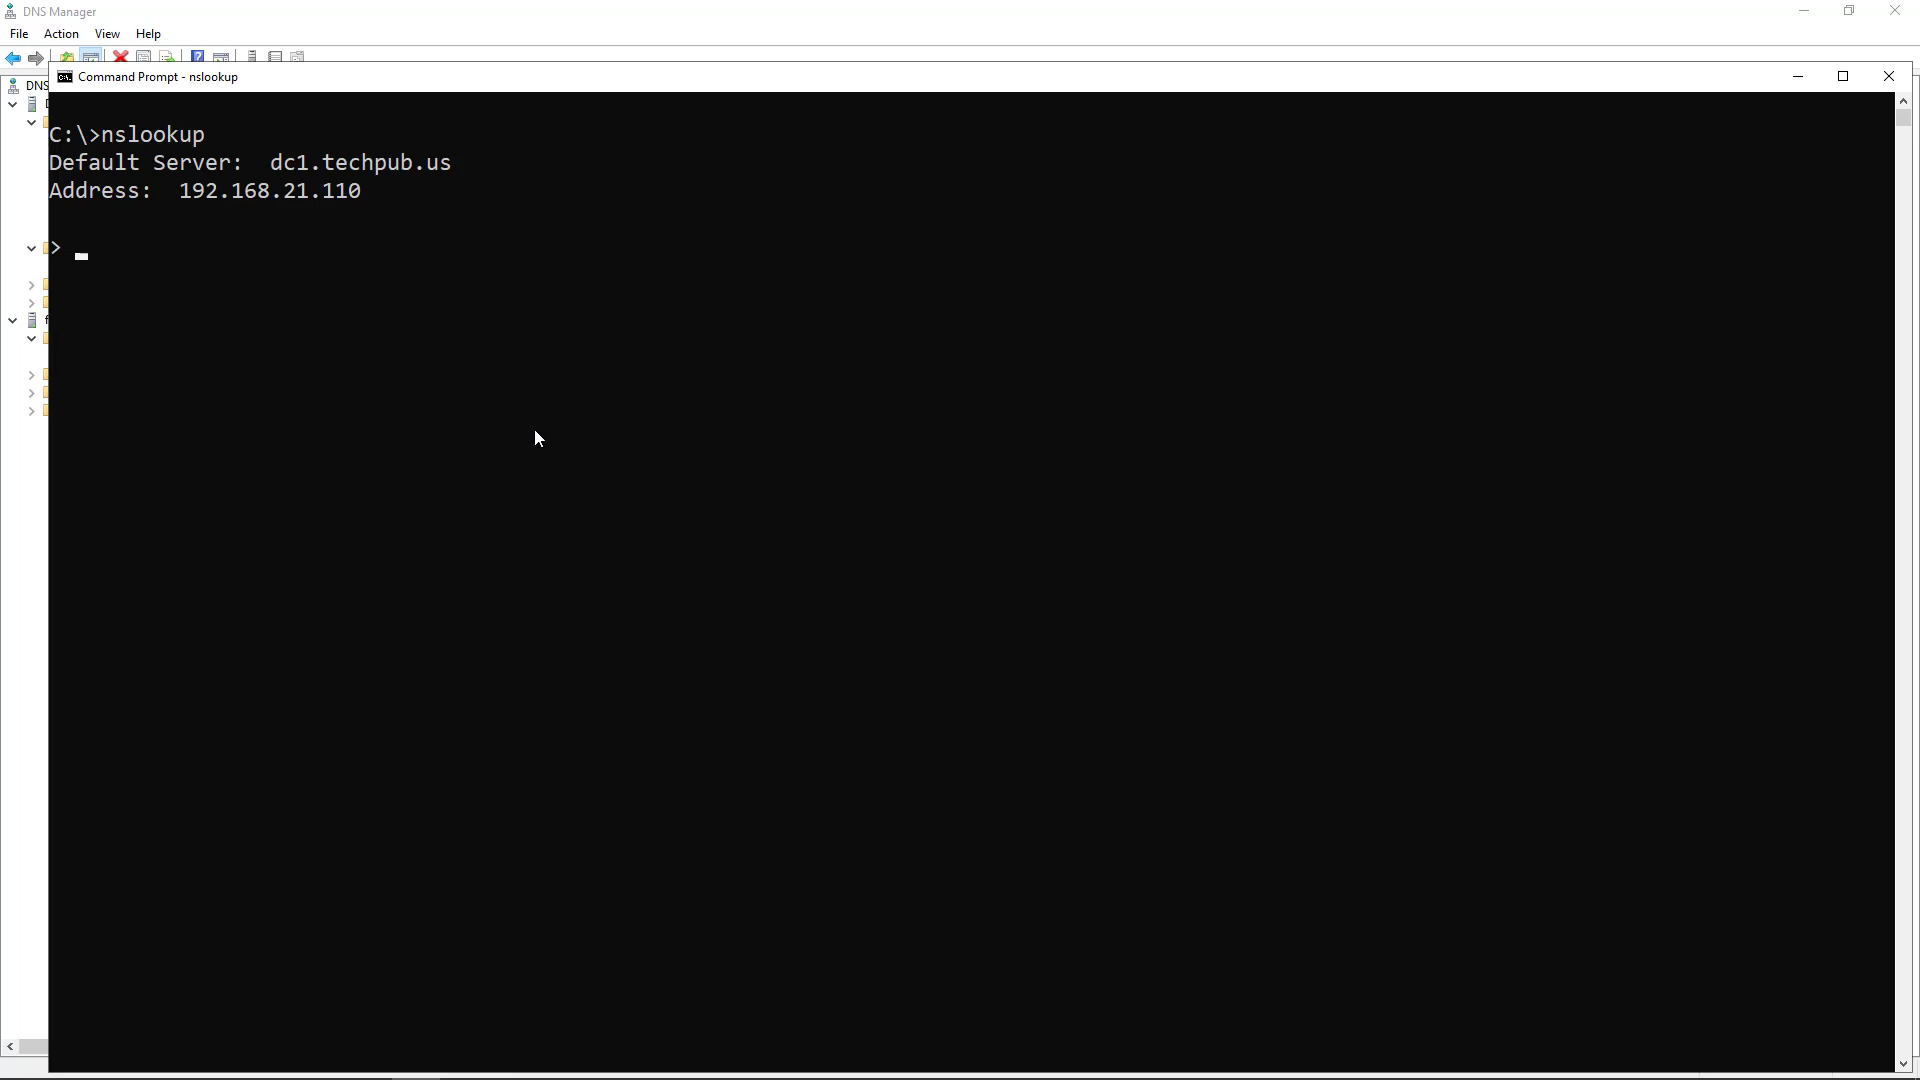 DNS Manager
File Action View Help
Command Prompt - nslookup
DNS
C:\>nslookup
Default Server:  dc1.techpub.us
Address:  192.168.21.110
>